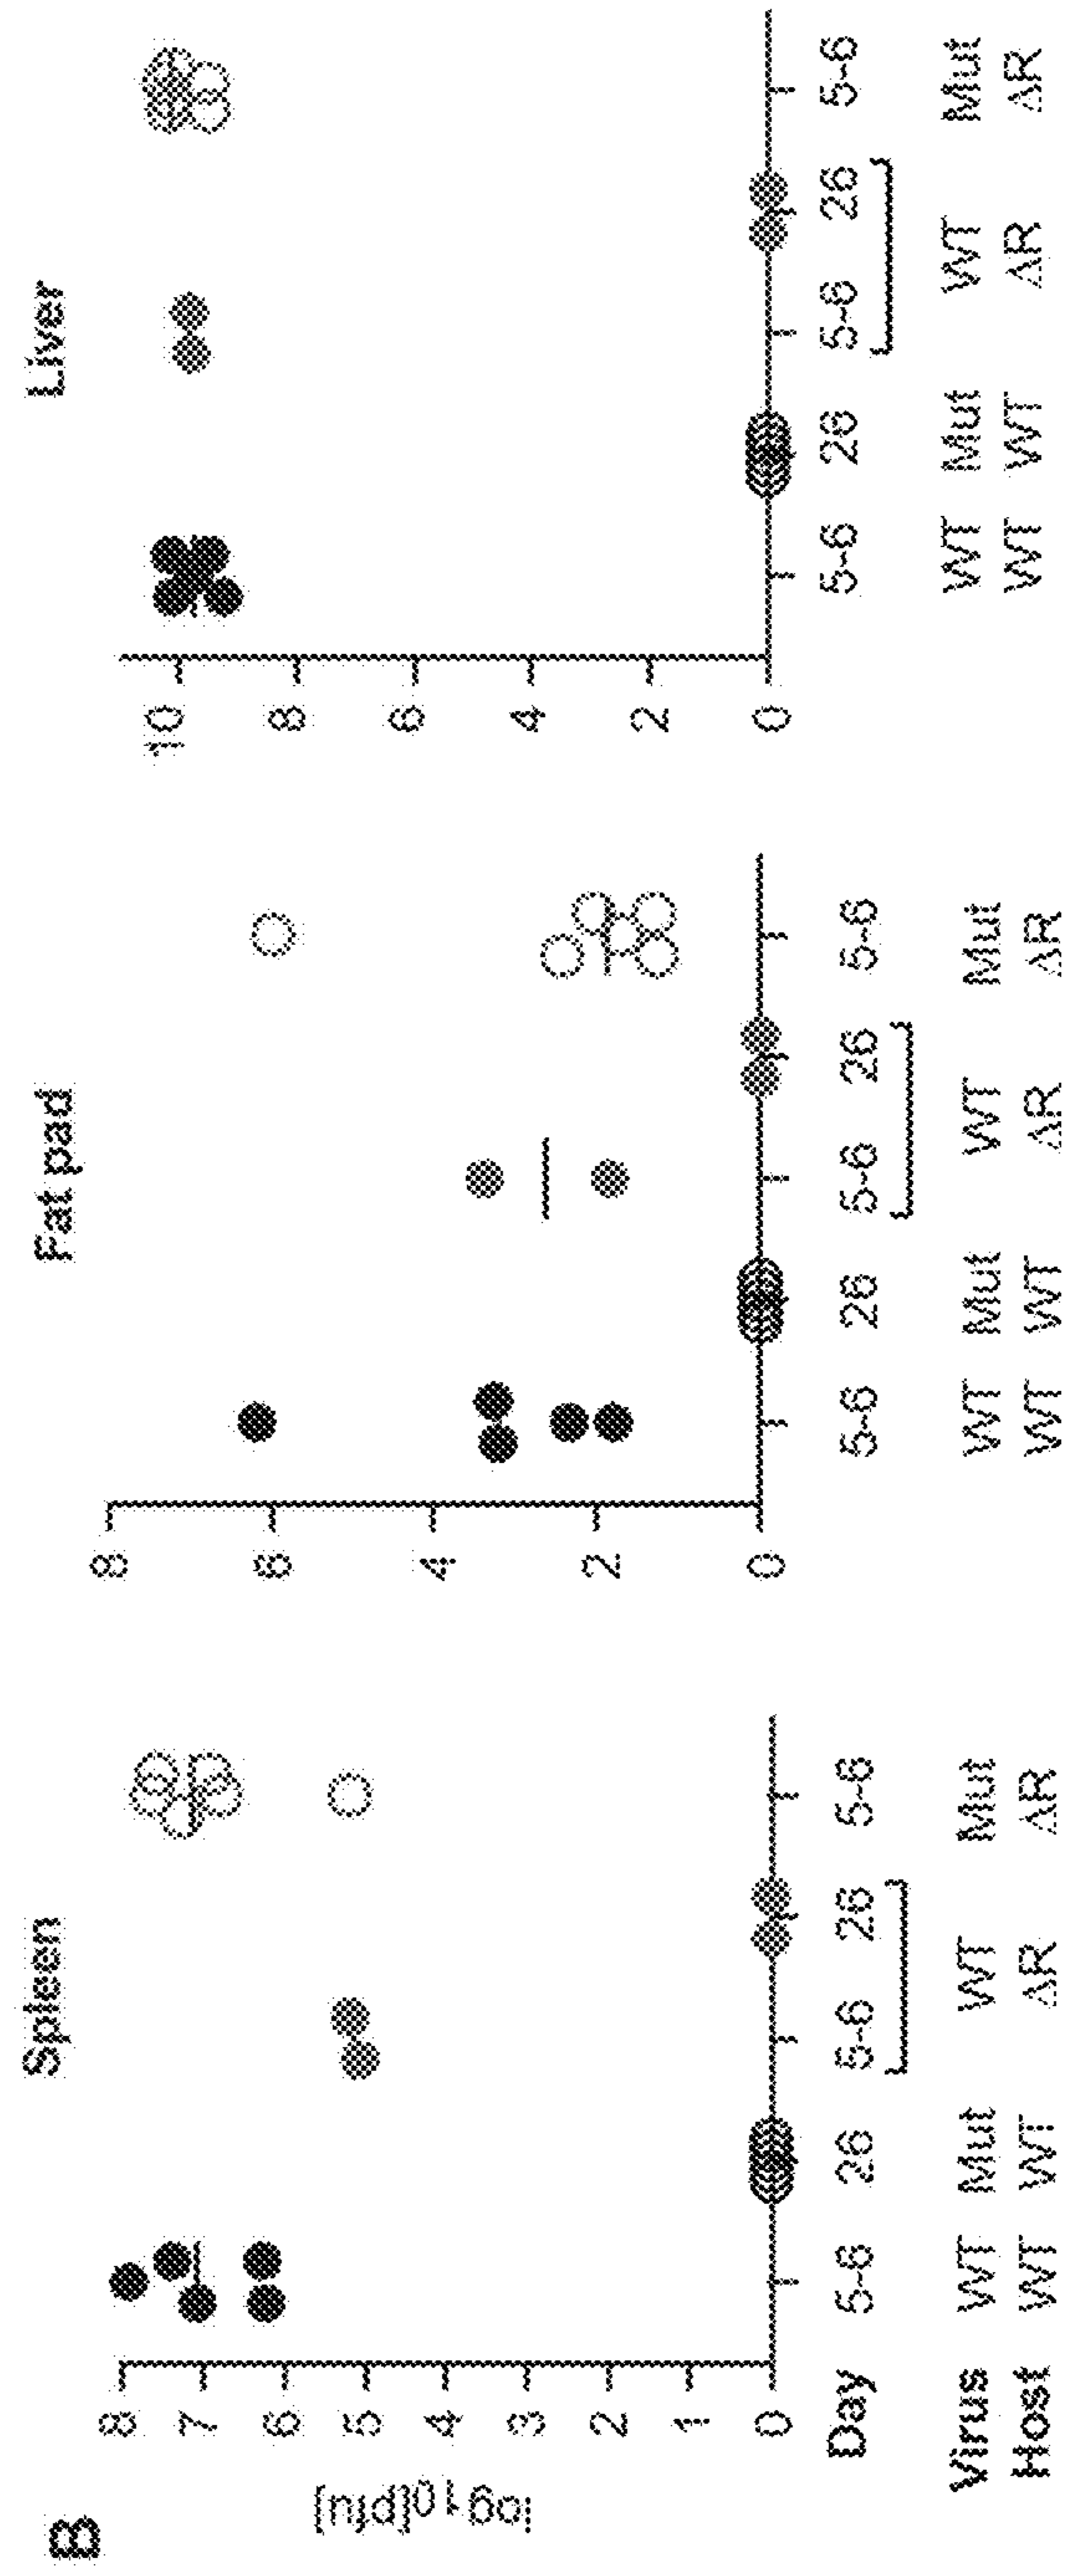 B
Spleen
Fat pad
Liver
log10[pfu]
8
7
6
5
4
3
2
1
0
8
6
4
2
0
10
8
6
4
2
0
Day 5-6 26 5-6 26 5-6
5-6 26 5-6 26 5-6
5-6 26 5-6 26 5-6
Virus WT Mut WT Mut
WT Mut WT Mut
WT Mut WT Mut
Host WT WT ΔR ΔR
WT WT ΔR ΔR
WT WT ΔR ΔR